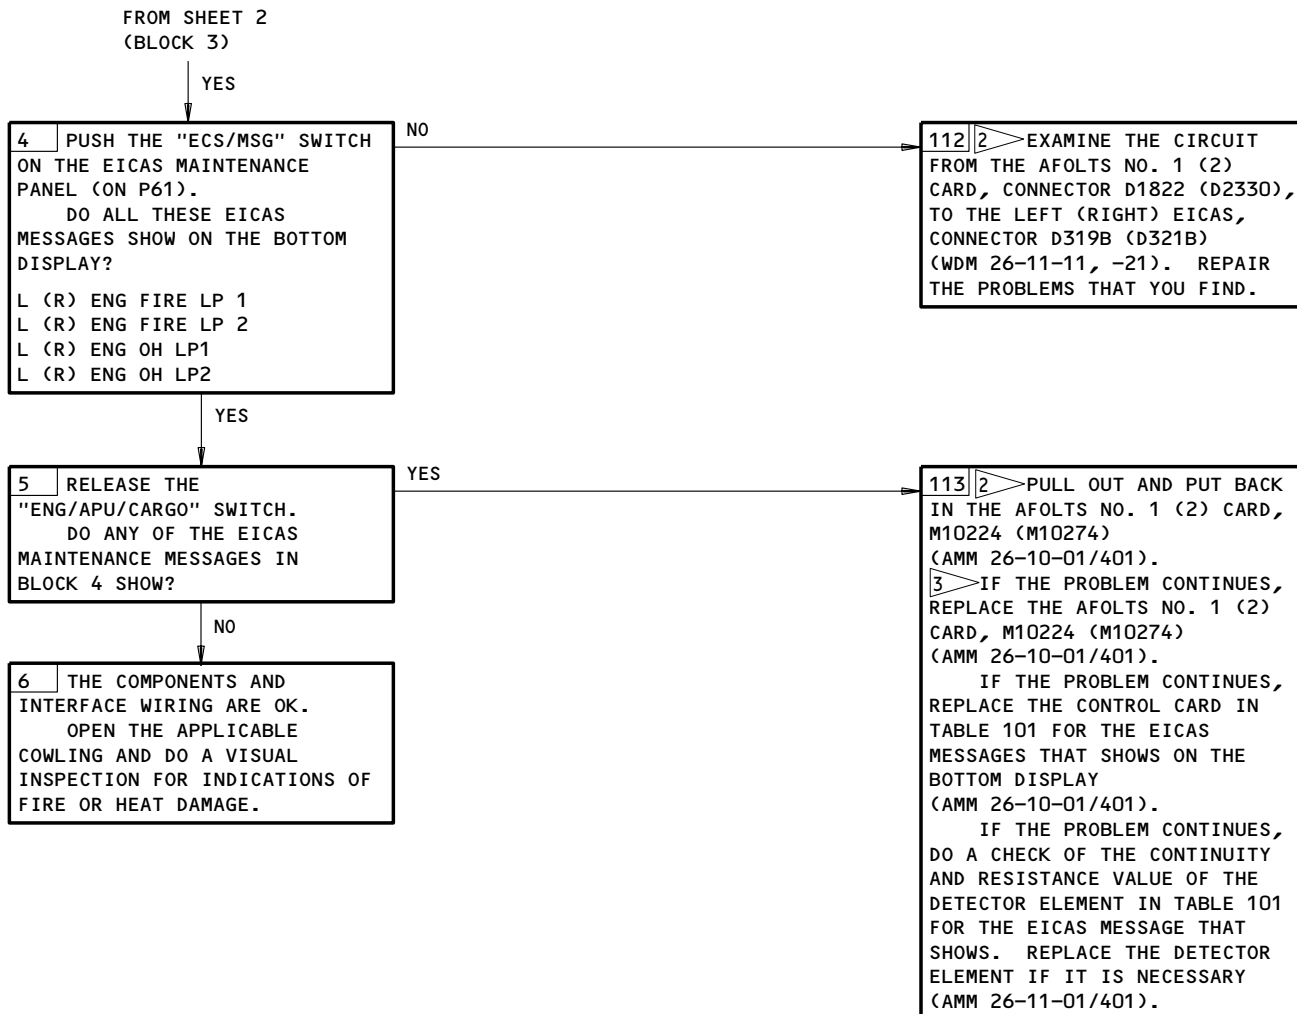 FROM SHEET 2
(BLOCK 3)
YES
4 PUSH THE "ECS/MSG" SWITCH
ON THE EICAS MAINTENANCE
PANEL (ON P61).
DO ALL THESE EICAS
MESSAGES SHOW ON THE BOTTOM
DISPLAY?
L (R) ENG FIRE LP 1
L (R) ENG FIRE LP 2
L (R) ENG OH LP1
L (R) ENG OH LP2
NO
112 2 EXAMINE THE CIRCUIT
FROM THE AFOLTS NO. 1 (2)
CARD, CONNECTOR D1822 (D2330),
TO THE LEFT (RIGHT) EICAS,
CONNECTOR D319B (D321B)
(WDM 26-11-11, -21). REPAIR
THE PROBLEMS THAT YOU FIND.
YES
5 RELEASE THE
"ENG/APU/CARGO" SWITCH.
DO ANY OF THE EICAS
MAINTENANCE MESSAGES IN
BLOCK 4 SHOW?
YES
113 2 PULL OUT AND PUT BACK
IN THE AFOLTS NO. 1 (2) CARD,
M10224 (M10274)
(AMM 26-10-01/401).
3 IF THE PROBLEM CONTINUES,
REPLACE THE AFOLTS NO. 1 (2)
CARD, M10224 (M10274)
(AMM 26-10-01/401).
IF THE PROBLEM CONTINUES,
REPLACE THE CONTROL CARD IN
TABLE 101 FOR THE EICAS
MESSAGES THAT SHOWS ON THE
BOTTOM DISPLAY
(AMM 26-10-01/401).
IF THE PROBLEM CONTINUES,
DO A CHECK OF THE CONTINUITY
AND RESISTANCE VALUE OF THE
DETECTOR ELEMENT IN TABLE 101
FOR THE EICAS MESSAGE THAT
SHOWS. REPLACE THE DETECTOR
ELEMENT IF IT IS NECESSARY
(AMM 26-11-01/401).
NO
6 THE COMPONENTS AND
INTERFACE WIRING ARE OK.
OPEN THE APPLICABLE
COWLING AND DO A VISUAL
INSPECTION FOR INDICATIONS OF
FIRE OR HEAT DAMAGE.